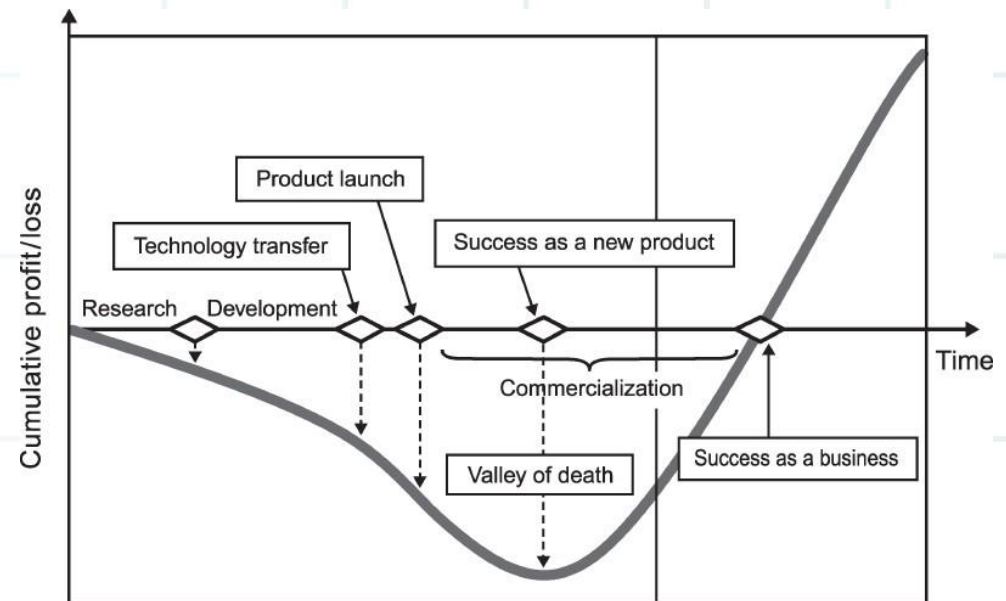 Cumulative profit/loss
Product launch
Technology transfer
Success as a new product
Research
Development
Time
Commercialization
Success as a business
Valley of death